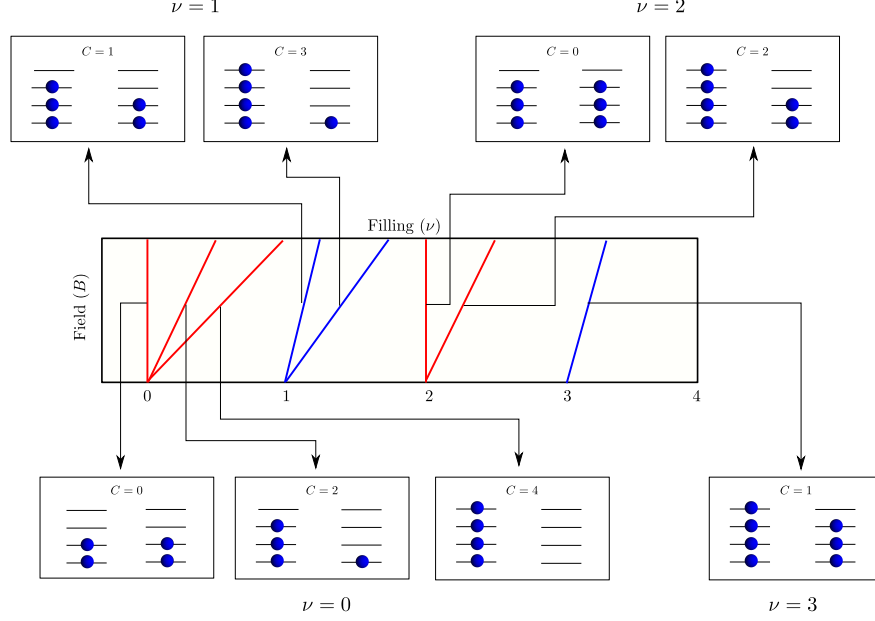 ν = 1
ν = 2
C = 1
C = 3
C = 0
C = 2
Filling (ν)
Field (B)
0
1
2
3
4
C = 0
C = 2
C = 4
C = 1
ν = 0
ν = 3